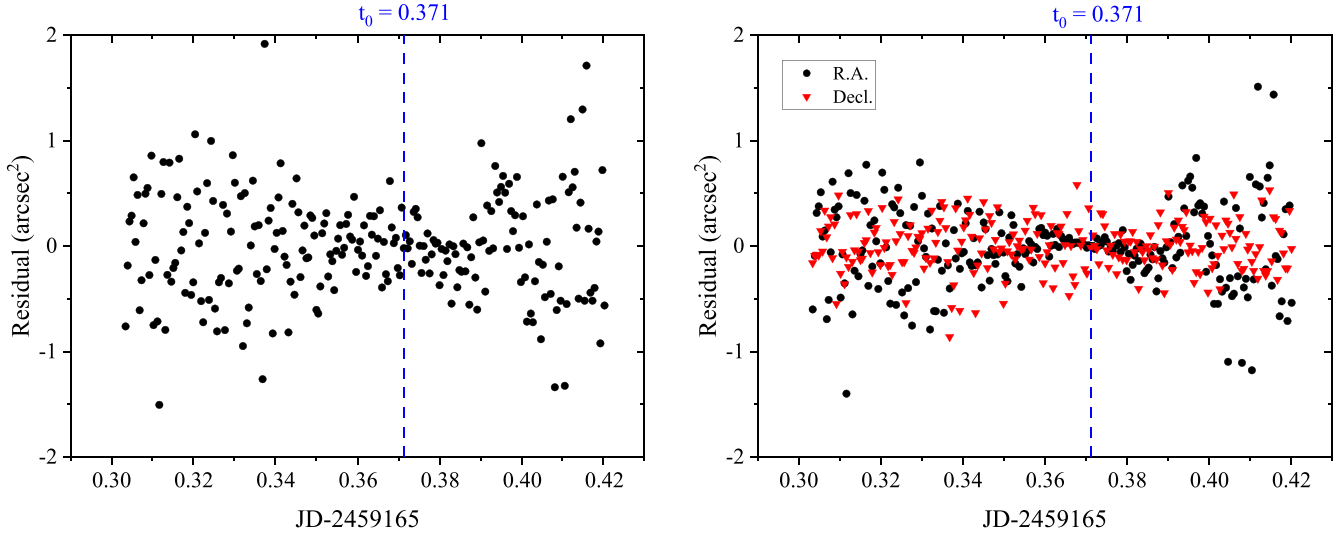 t₀ = 0.371
2
1
0
-1
-2
Residual (arcsec²)
0.30 0.32 0.34 0.36 0.38 0.40 0.42
JD-2459165
t₀ = 0.371
R.A.
Decl.
2
1
0
-1
-2
Residual (arcsec²)
0.30 0.32 0.34 0.36 0.38 0.40 0.42
JD-2459165